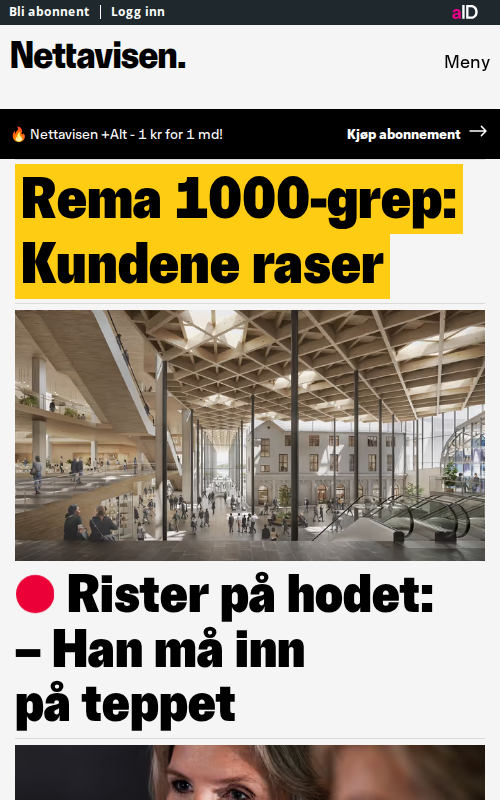 Bli abonnent | Logg inn
aID
Nettavisen.
Meny
🔥 Nettavisen +Alt - 1 kr for 1 md!
Kjøp abonnement →
Rema 1000-grep:
Kundene raser
Rister på hodet:
– Han må inn
på teppet